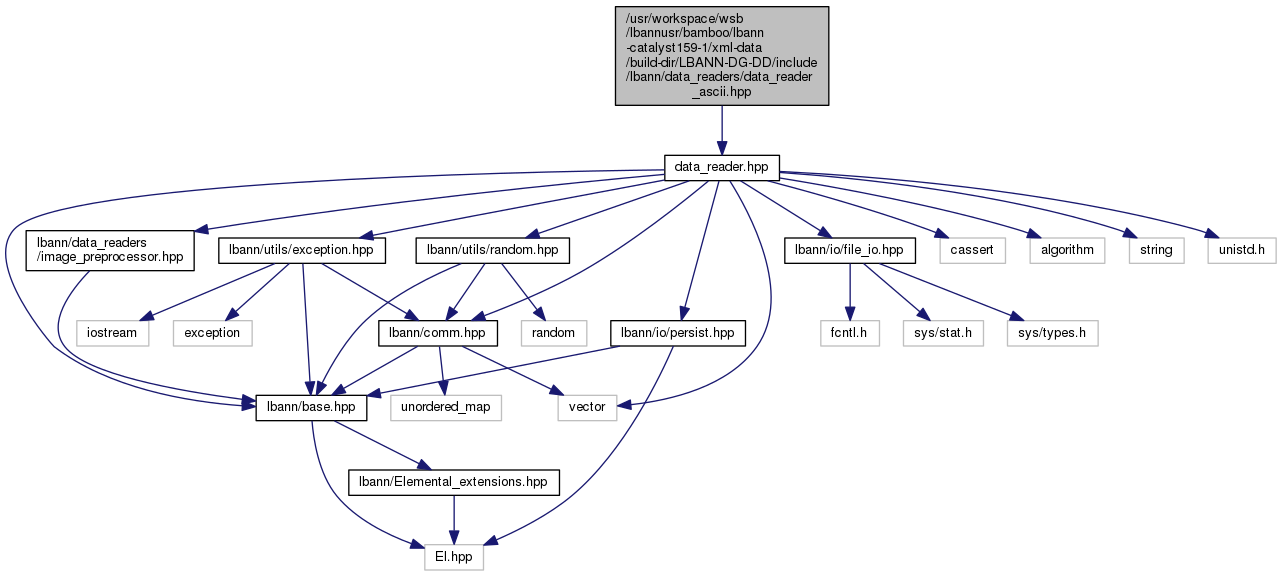 /usr/workspace/wsb
/lbannusr/bamboo/lbann
-catalyst159-1/xml-data
/build-dir/LBANN-DG-DD/include
/lbann/data_readers/data_reader
_ascii.hpp
data_reader.hpp
lbann/data_readers
/image_preprocessor.hpp
lbann/utils/exception.hpp
lbann/utils/random.hpp
lbann/io/file_io.hpp
cassert
algorithm
string
unistd.h
iostream
exception
lbann/comm.hpp
random
lbann/io/persist.hpp
fcntl.h
sys/stat.h
sys/types.h
lbann/base.hpp
unordered_map
vector
lbann/Elemental_extensions.hpp
El.hpp